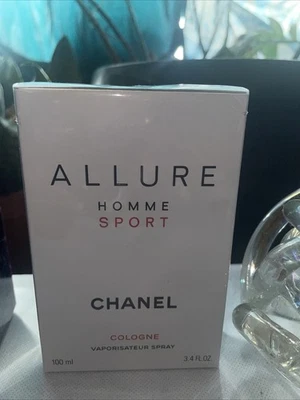 ALLURE
HOMME
SPORT
CHANEL
COLOGNE
VAPORISATEUR SPRAY
100 ml 3.4 FL.OZ